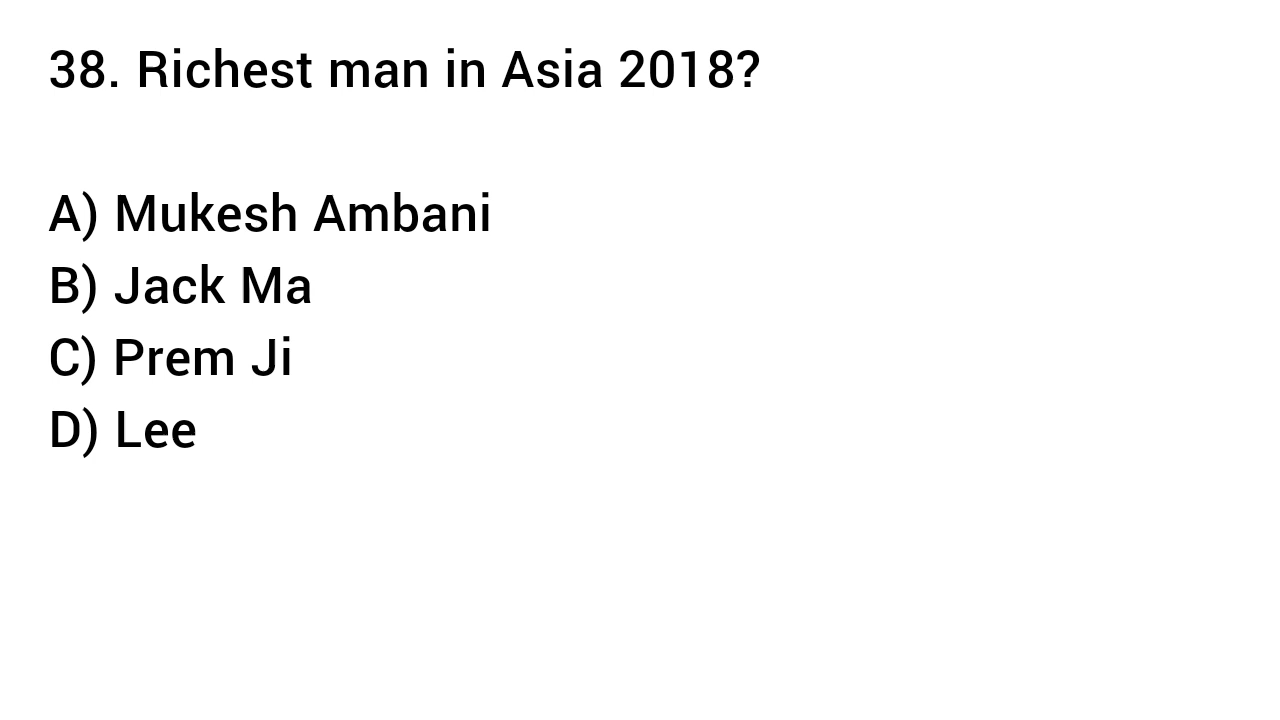 38. Richest man in Asia 2018?
A) Mukesh Ambani
B) Jack Ma
C) Prem Ji
D) Lee